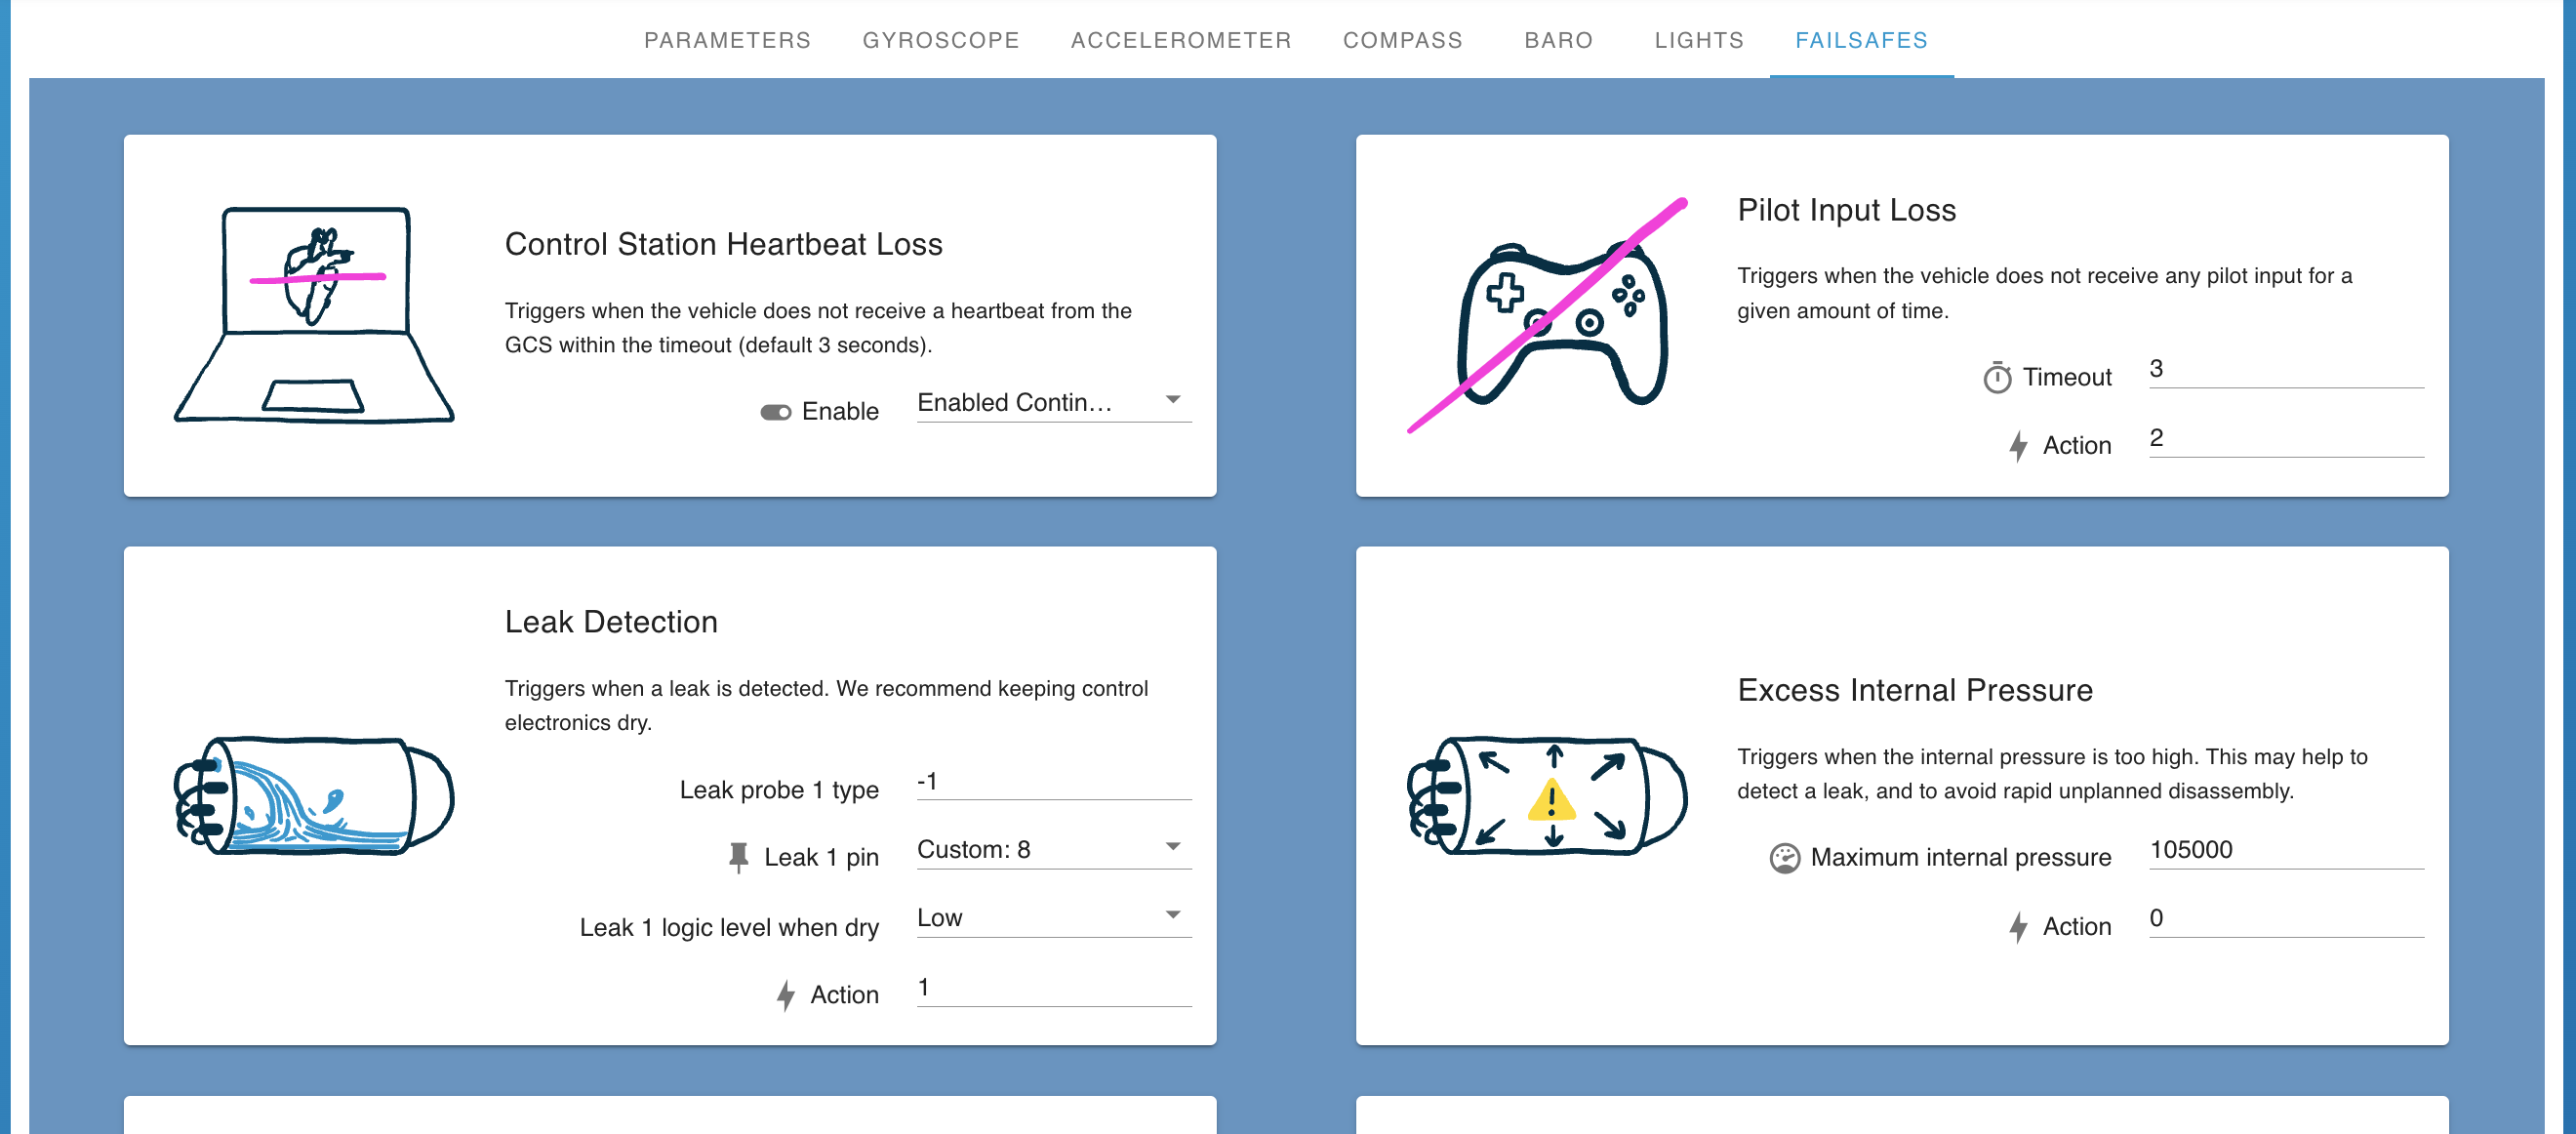 PARAMETERS GYROSCOPE ACCELEROMETER COMPASS BARO LIGHTS FAILSAFES
Control Station Heartbeat Loss
Triggers when the vehicle does not receive a heartbeat from the
GCS within the timeout (default 3 seconds).
Enable Enabled Contin…
Pilot Input Loss
Triggers when the vehicle does not receive any pilot input for a
given amount of time.
Timeout 3
Action 2
Leak Detection
Triggers when a leak is detected. We recommend keeping control
electronics dry.
Leak probe 1 type -1
Leak 1 pin Custom: 8
Leak 1 logic level when dry Low
Action 1
Excess Internal Pressure
Triggers when the internal pressure is too high. This may help to
detect a leak, and to avoid rapid unplanned disassembly.
Maximum internal pressure 105000
Action 0